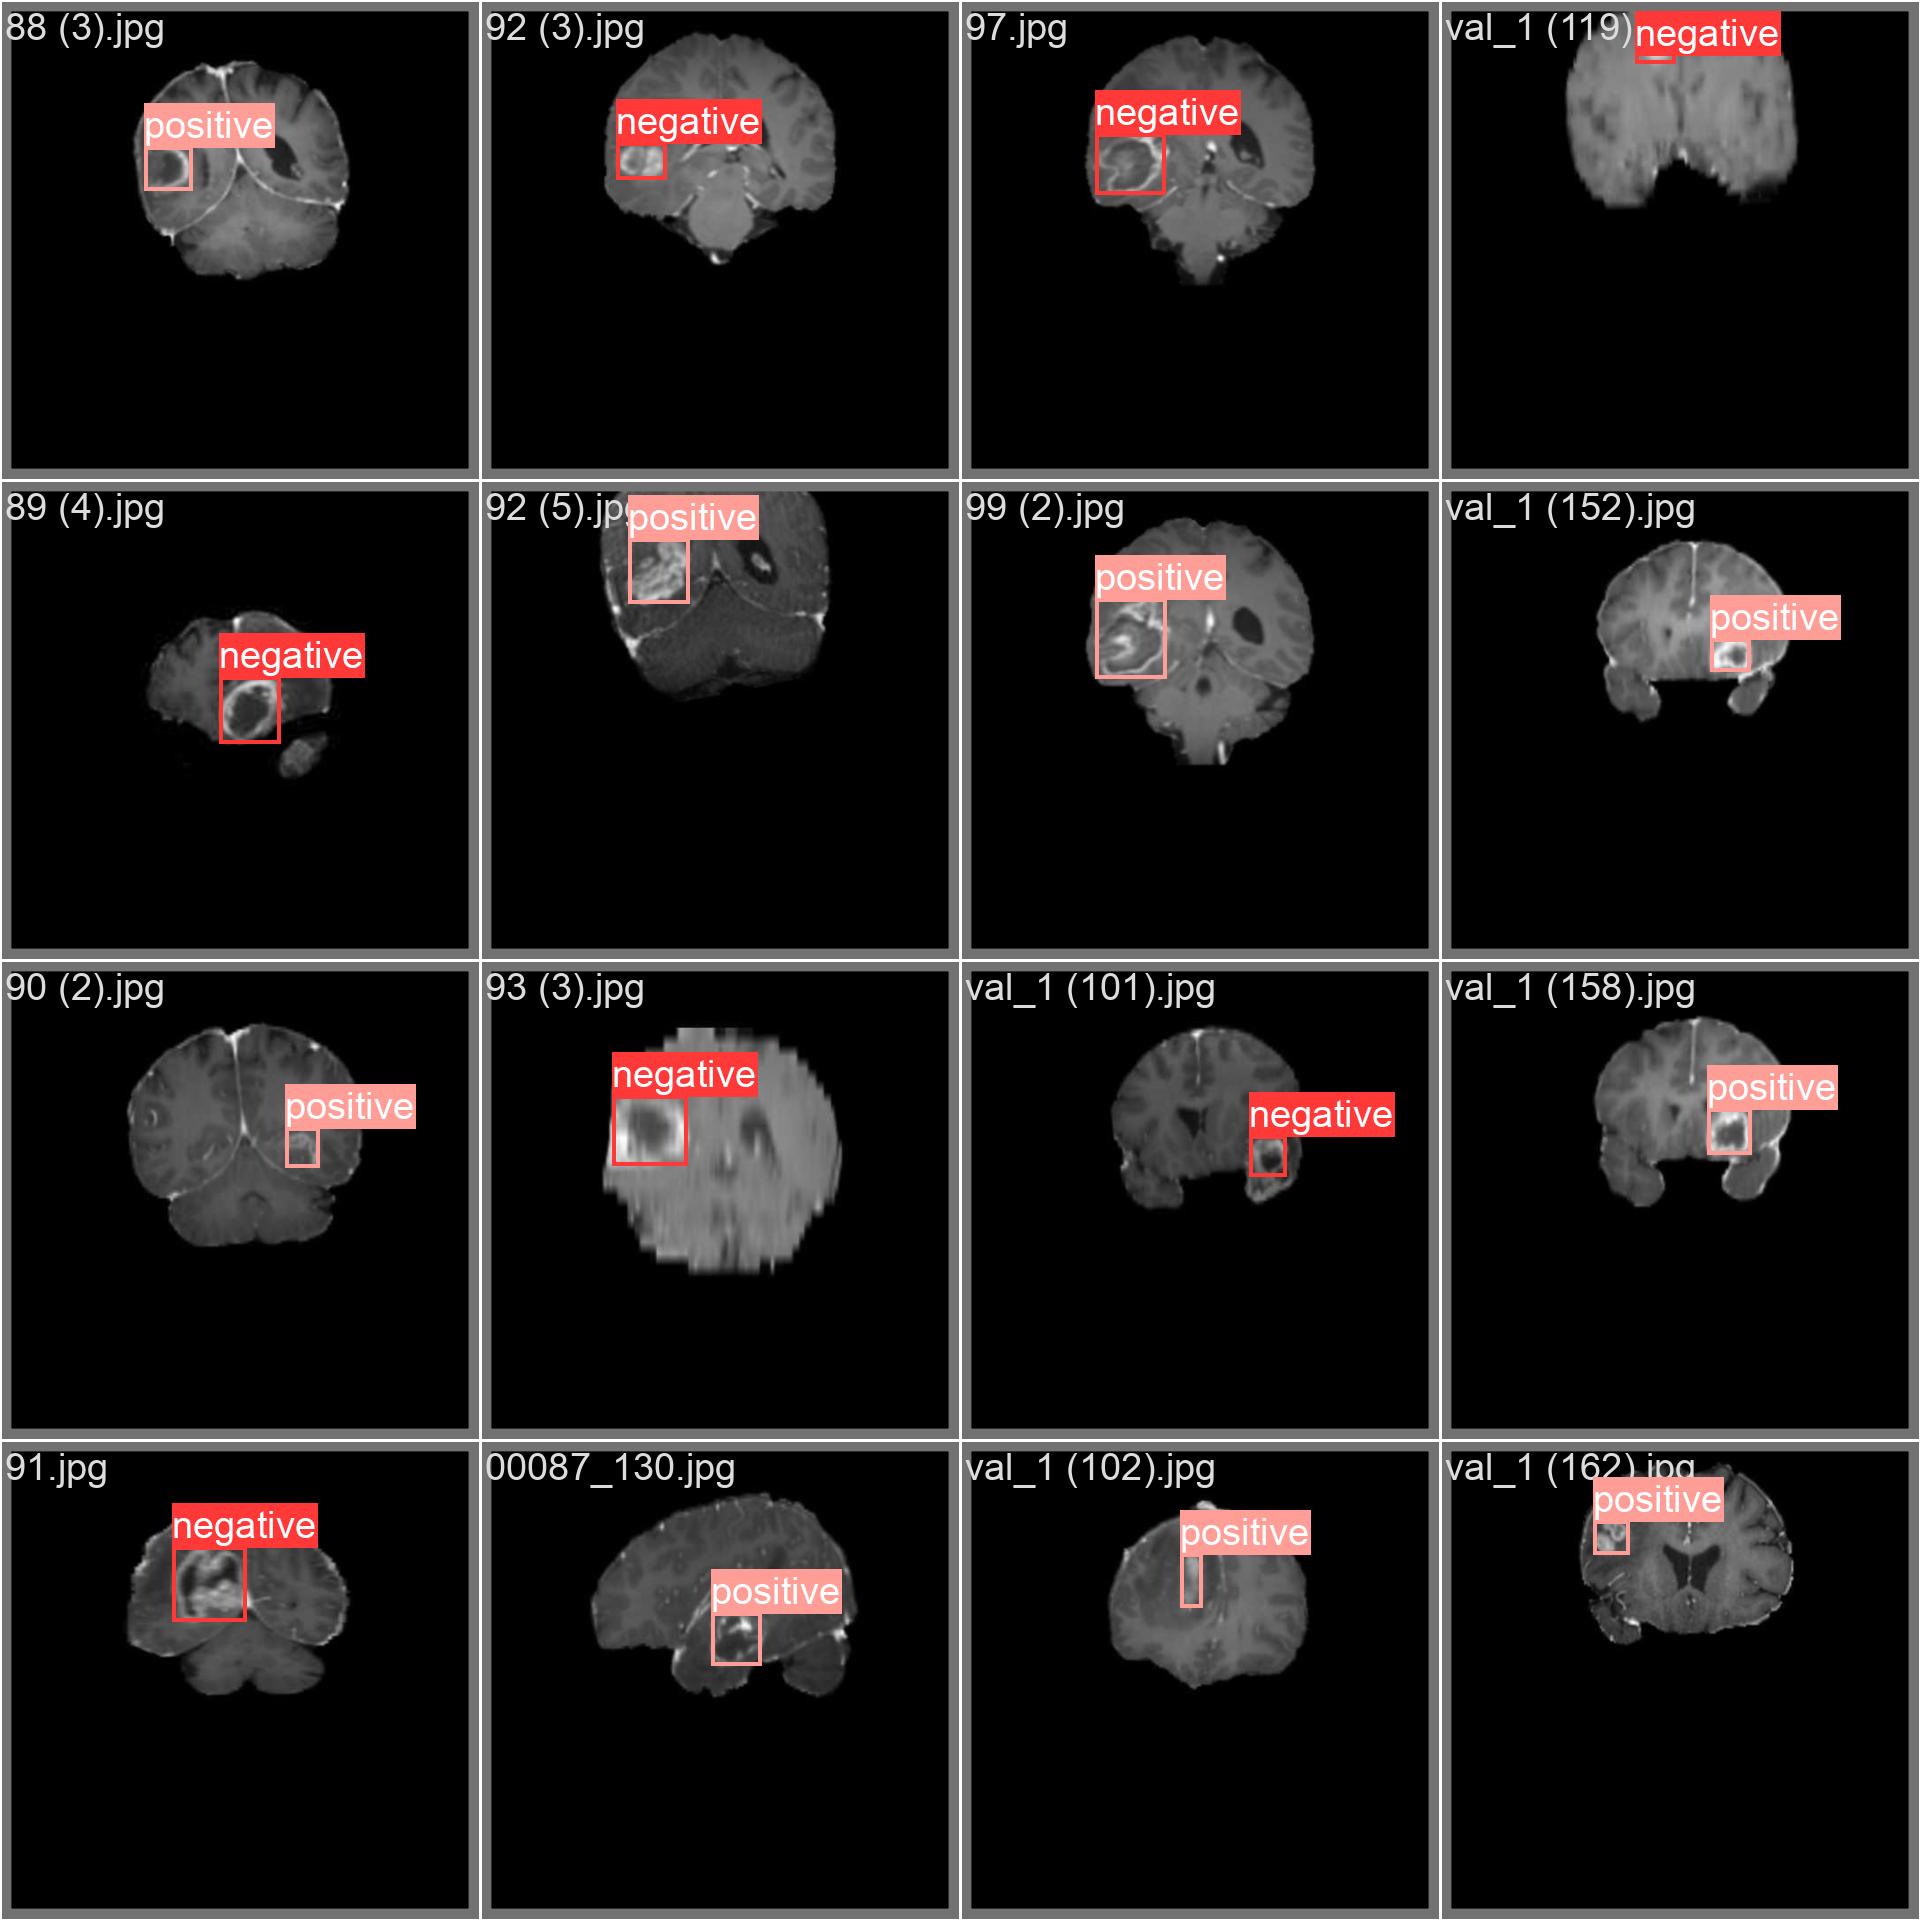 88 (3).jpg
positive
92 (3).jpg
negative
97.jpg
negative
val_1 (119)
negative
89 (4).jpg
negative
92 (5).jpg
positive
99 (2).jpg
positive
val_1 (152).jpg
positive
90 (2).jpg
positive
93 (3).jpg
negative
val_1 (101).jpg
negative
val_1 (158).jpg
positive
91.jpg
negative
00087_130.jpg
positive
val_1 (102).jpg
positive
val_1 (162).jpg
positive